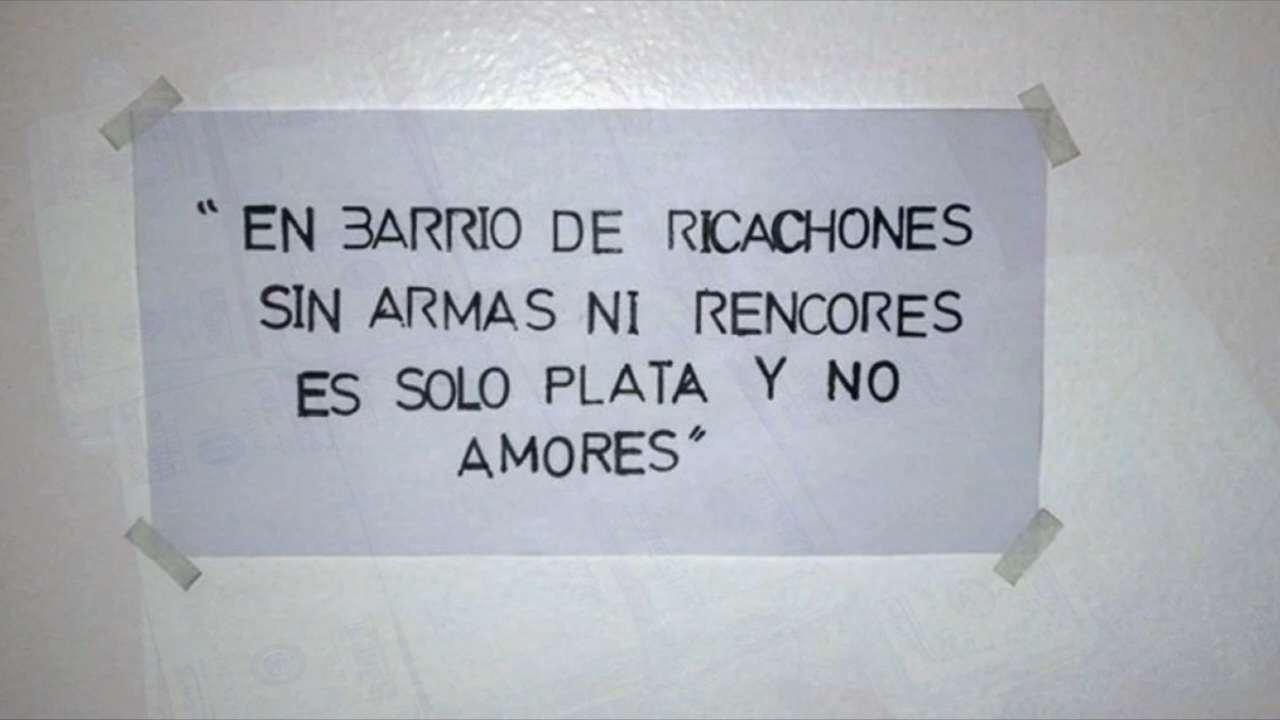 “ EN BARRIO DE RICACHONES
SIN ARMAS NI RENCORES
ES SOLO PLATA Y NO
AMORES”